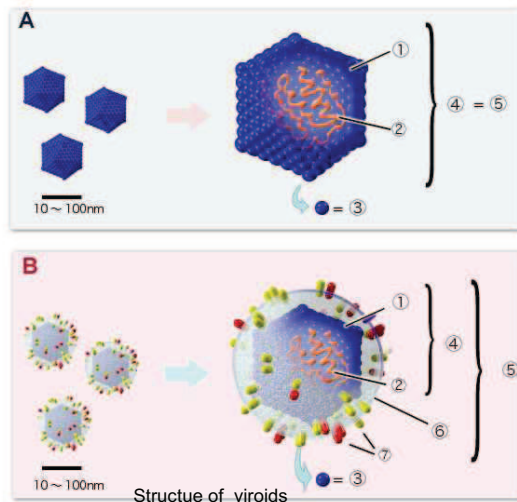 A
①
②
④ = ⑤
= ③
10～100nm
B
①
④
②
⑤
⑥
⑦
= ③
10～100nm
Structue of viroids